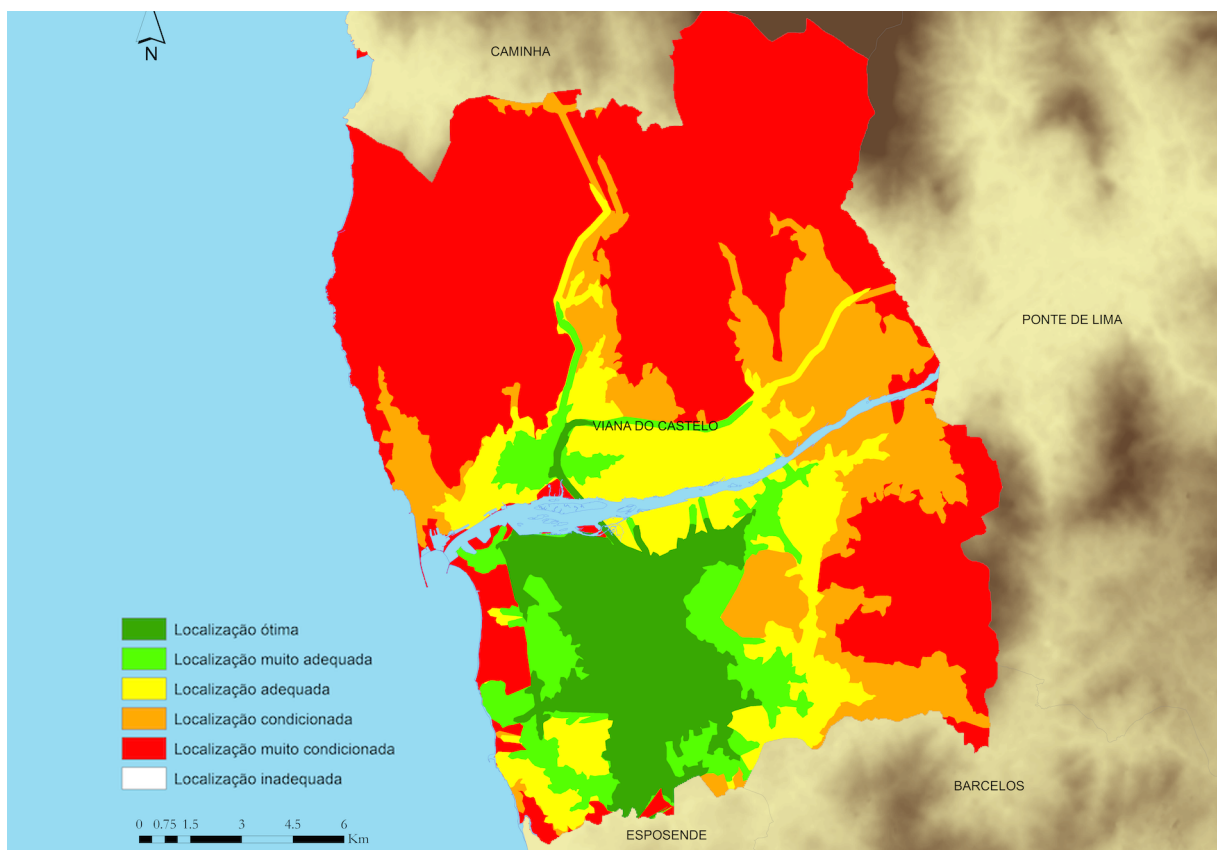 N
CAMINHA
PONTE DE LIMA
VIANA DO CASTELO
Localização ótima
Localização muito adequada
Localização adequada
Localização condicionada
Localização muito condicionada
Localização inadequada
BARCELOS
0 0.75 1.5 3 4.5 6
Km
ESPOSENDE